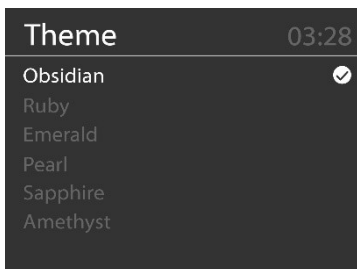 Theme 03:28
Obsidian
Ruby
Emerald
Pearl
Sapphire
Amethyst